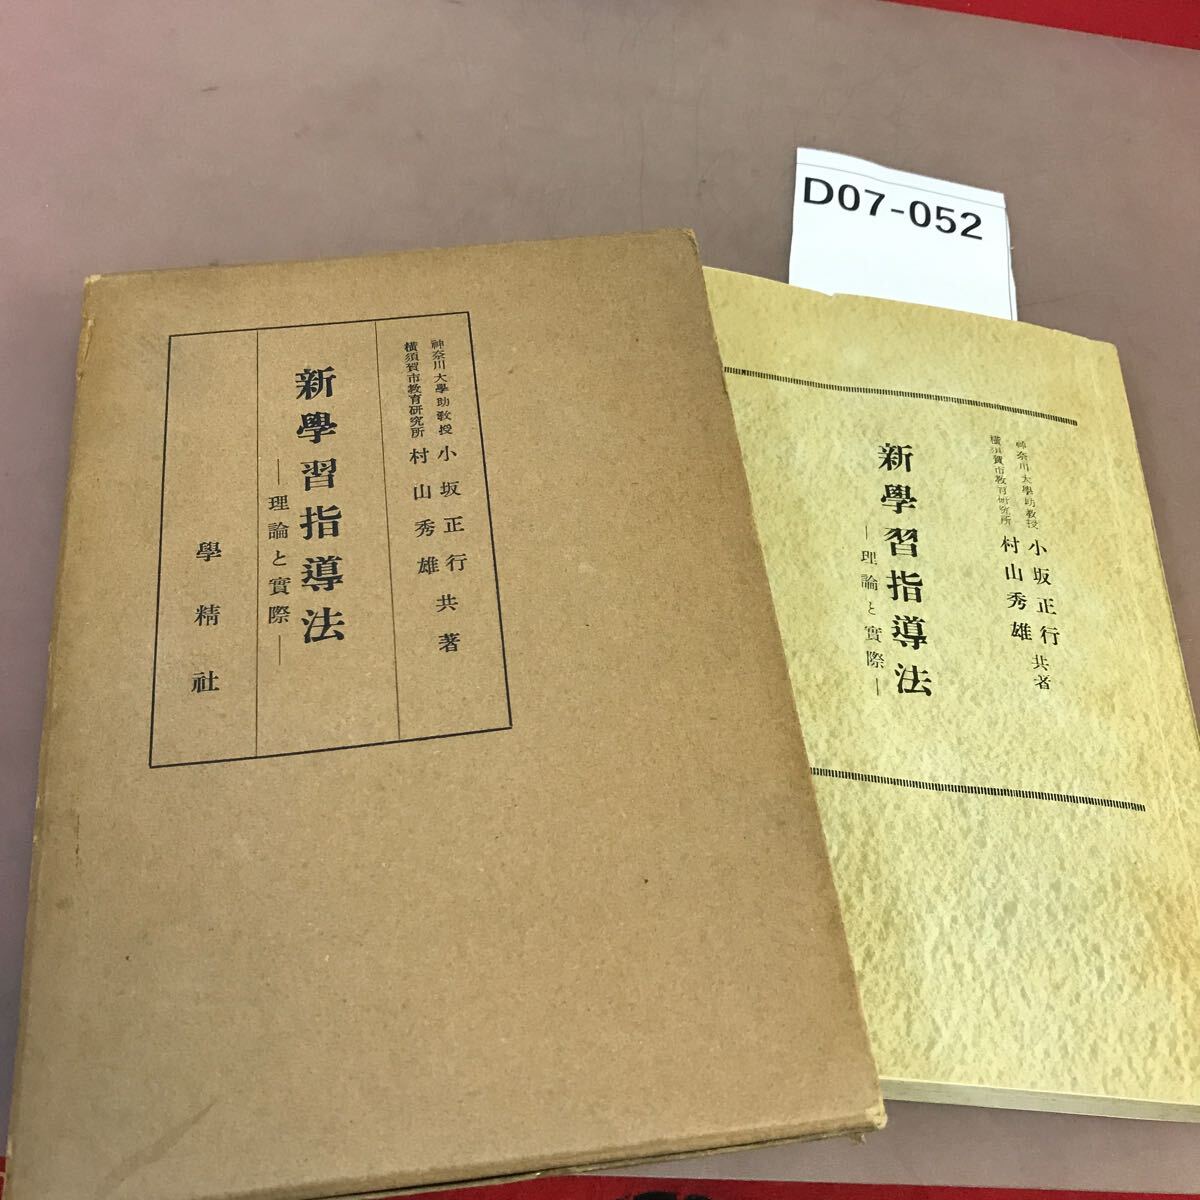 D07-052
神奈川大學助教授
横須賀市教育研究所
小坂正行
村山秀雄
共著
新學習指導法
―理論と實際―
學精社
神奈川大學助教授
横須賀市教育研究所
小坂正行
村山秀雄
共著
新學習指導法
―理論と實際―